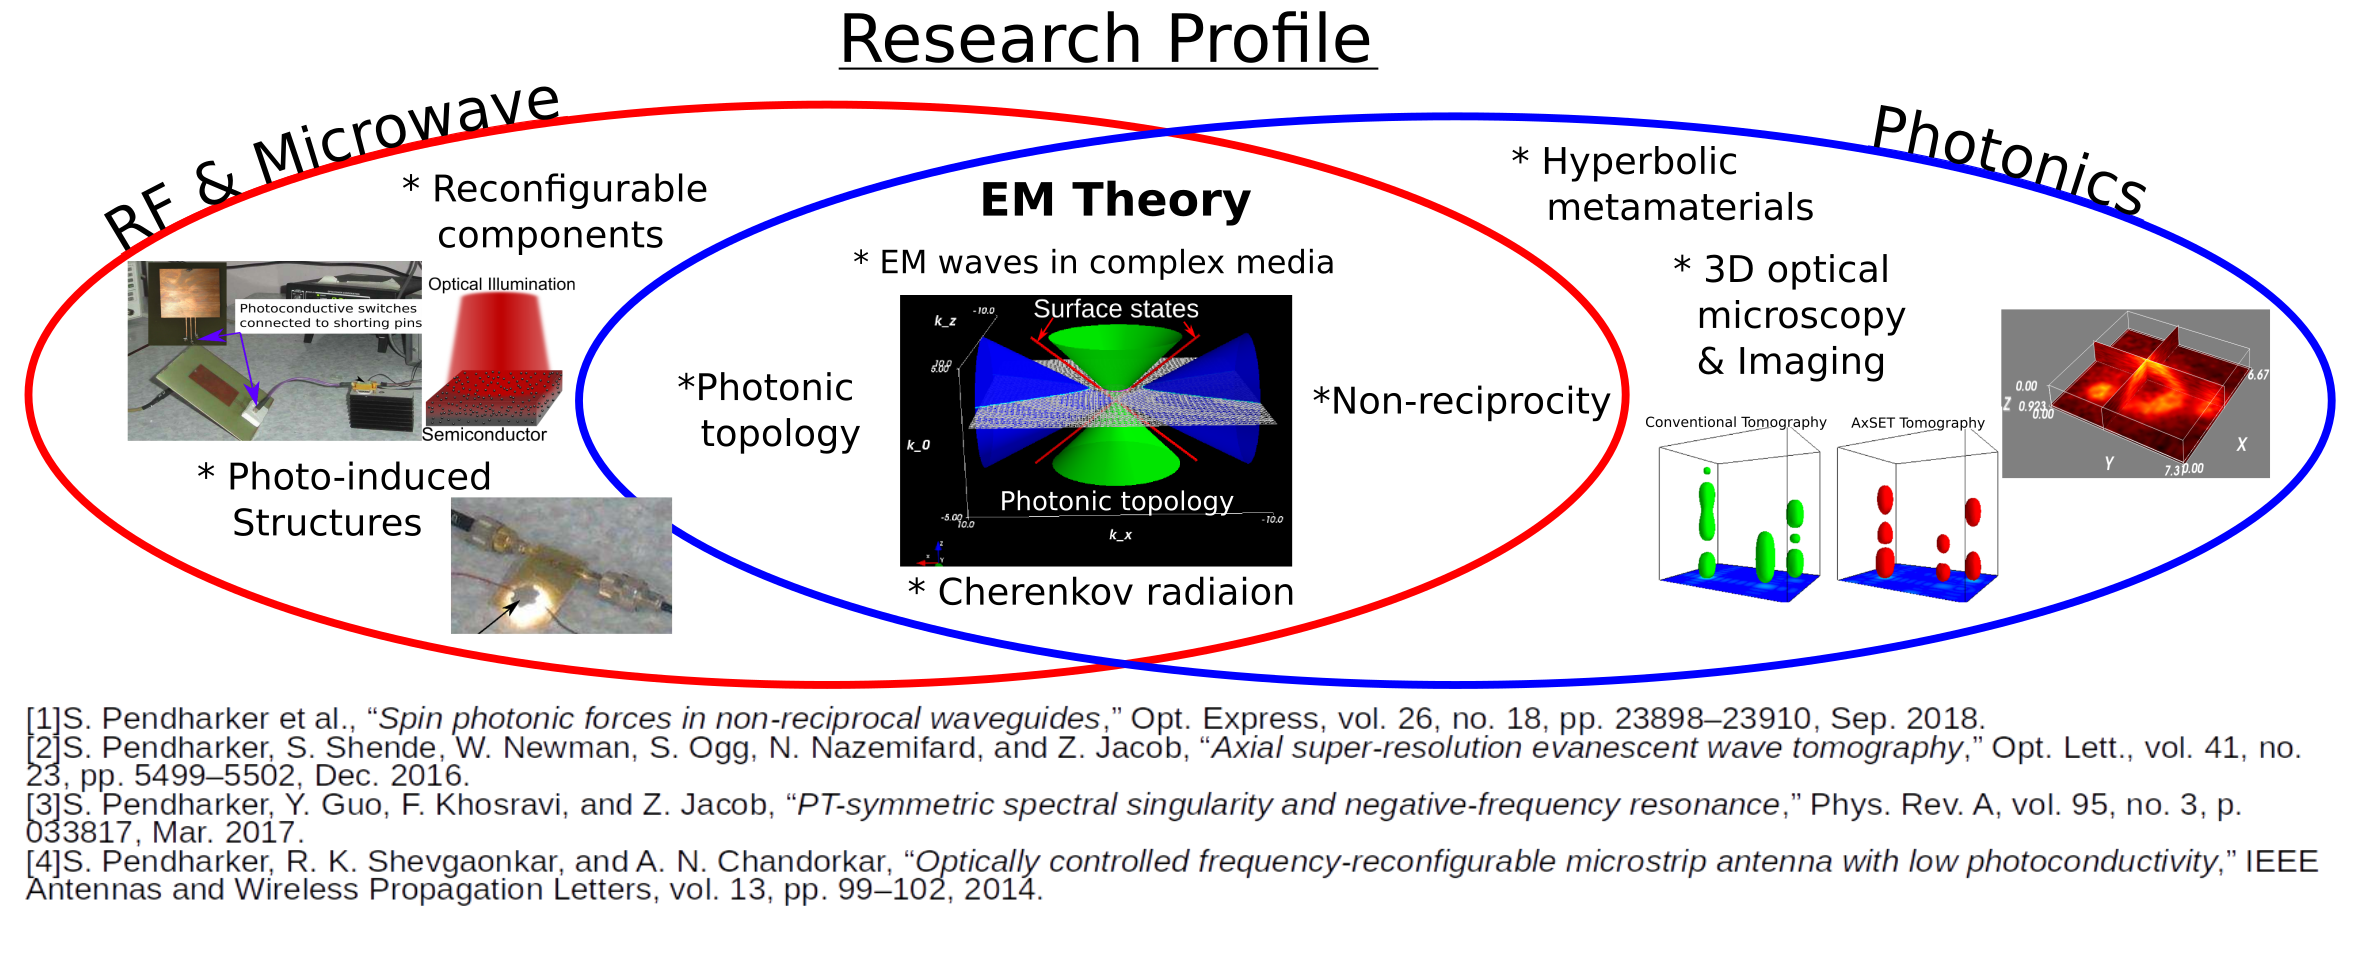 Research Profile
RF & Microwave
Photonics
* Reconfigurable
components
Optical Illumination
Photoconductive switches
connected to shorting pins
Semiconductor
* Photo-induced
Structures
EM Theory
* EM waves in complex media
Surface states
k_z
-10.0
10.0
5.00
k_0
Photonic topology
-5.00
10.0
-10.0
k_x
*Photonic
topology
*Non-reciprocity
* Cherenkov radiaion
* Hyperbolic
metamaterials
* 3D optical
microscopy
& Imaging
Conventional Tomography
AxSET Tomography
0.00
Z 0.923
0.00
6.67
X
Y
7.31
0.00
[1]S. Pendharker et al., “Spin photonic forces in non-reciprocal waveguides,” Opt. Express, vol. 26, no. 18, pp. 23898–23910, Sep. 2018.
[2]S. Pendharker, S. Shende, W. Newman, S. Ogg, N. Nazemifard, and Z. Jacob, “Axial super-resolution evanescent wave tomography,” Opt. Lett., vol. 41, no.
23, pp. 5499–5502, Dec. 2016.
[3]S. Pendharker, Y. Guo, F. Khosravi, and Z. Jacob, “PT-symmetric spectral singularity and negative-frequency resonance,” Phys. Rev. A, vol. 95, no. 3, p.
033817, Mar. 2017.
[4]S. Pendharker, R. K. Shevgaonkar, and A. N. Chandorkar, “Optically controlled frequency-reconfigurable microstrip antenna with low photoconductivity,” IEEE
Antennas and Wireless Propagation Letters, vol. 13, pp. 99–102, 2014.